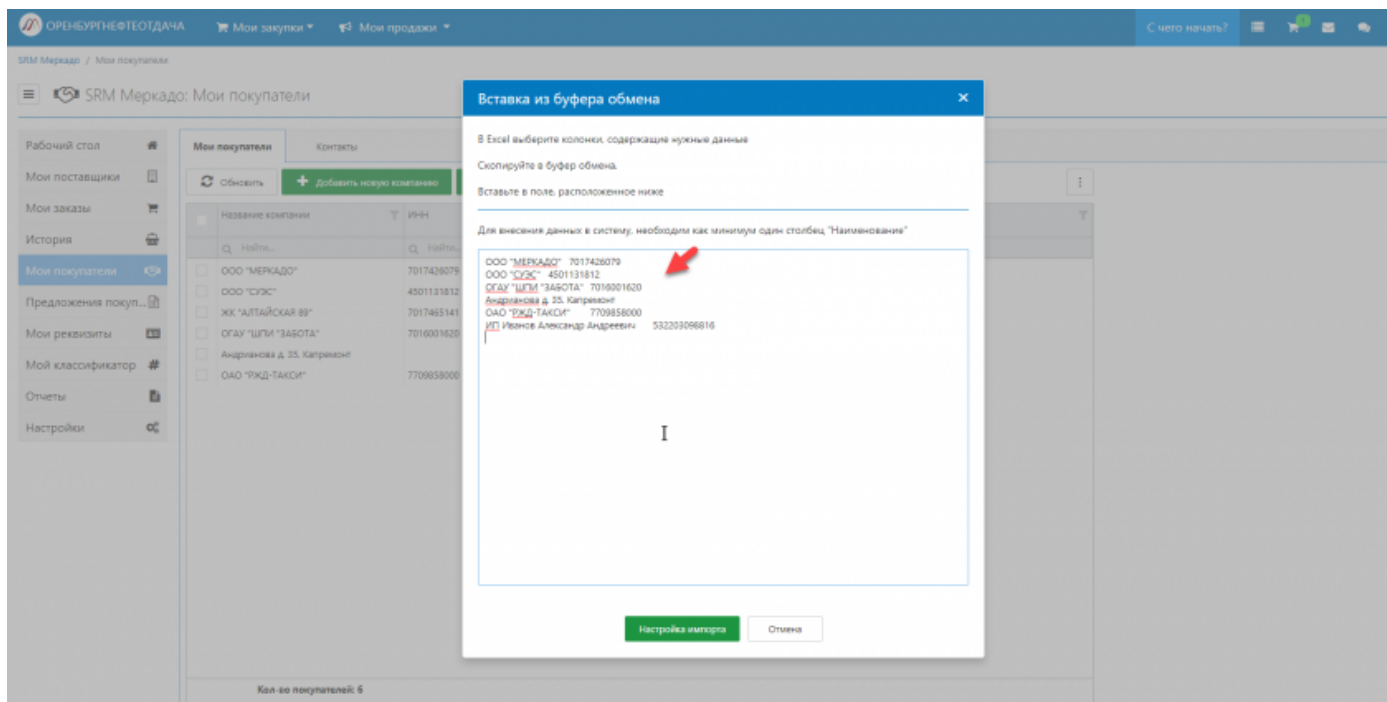 ОРЕНБУРГНЕФТЕОТДАЧА Мои закупки Мои продажи С чего начать? 1
SRM Меркадо / Мои покупатели
SRM Меркадо: Мои покупатели
Рабочий стол
Мои поставщики
Мои заказы
История
Мои покупатели
Предложения покуп...
Мои реквизиты
Мой классификатор
Отчеты
Настройки
Мои покупатели Контакты
Обновить Добавить новую компанию
Название компании ИНН
Найти... Найти...
ООО "МЕРКАДО" 7017426079
ООО "СУЭС" 4501131812
ЖК "АЛТАЙСКАЯ 89" 7017465141
ОГАУ "ШПИ "ЗАБОТА" 7016001620
Андрианова д. 35. Капремонт
ОАО "РЖД-ТАКСИ" 7709858000
Кол-во покупателей: 6
Вставка из буфера обмена
В Excel выберите колонки, содержащие нужные данные
Скопируйте в буфер обмена.
Вставьте в поле, расположенное ниже
Для внесения данных в систему, необходим как минимум один столбец "Наименование"
ООО "МЕРКАДО" 7017426079
ООО "СУЭС" 4501131812
ОГАУ "ШПИ "ЗАБОТА" 7016001620
Андрианова д. 35. Капремонт
ОАО "РЖД-ТАКСИ" 7709858000
ИП Иванов Александр Андреевич 532203098816
Настройка импорта Отмена